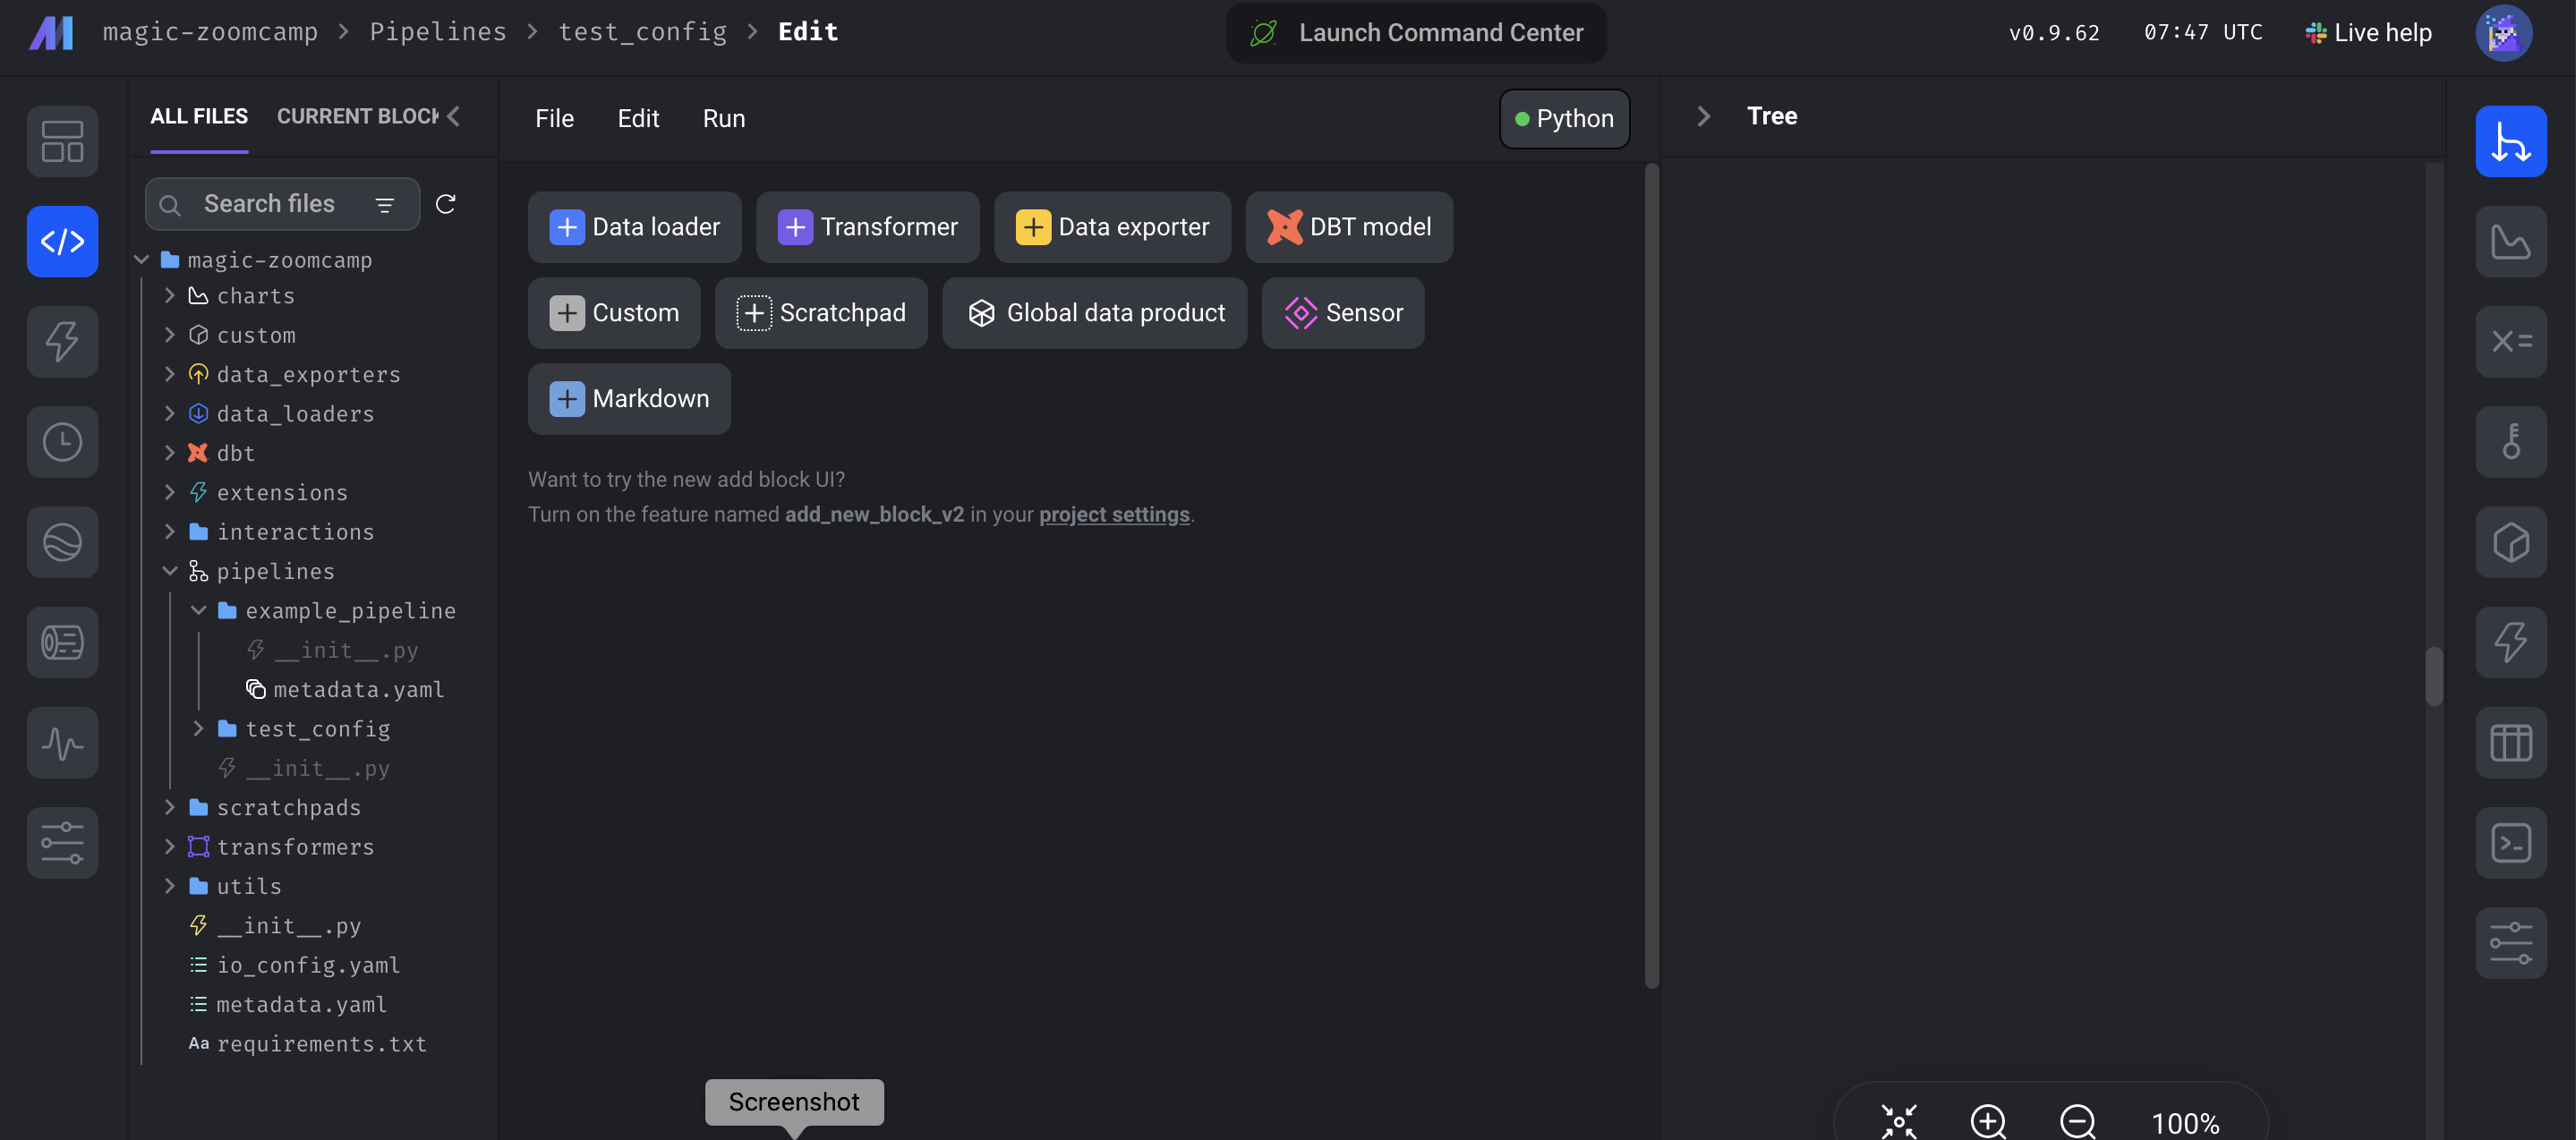 magic-zoomcamp > Pipelines > test_config > Edit
Launch Command Center
v0.9.62
07:47 UTC
Live help
ALL FILES
CURRENT BLOCK
Search files
magic-zoomcamp
charts
custom
data_exporters
data_loaders
dbt
extensions
interactions
pipelines
example_pipeline
__init__.py
metadata.yaml
test_config
__init__.py
scratchpads
transformers
utils
__init__.py
io_config.yaml
metadata.yaml
Aa requirements.txt
File
Edit
Run
Python
Data loader
Transformer
Data exporter
DBT model
Custom
Scratchpad
Global data product
Sensor
Markdown
Want to try the new add block UI?
Turn on the feature named add_new_block_v2 in your project settings.
Screenshot
Tree
100%